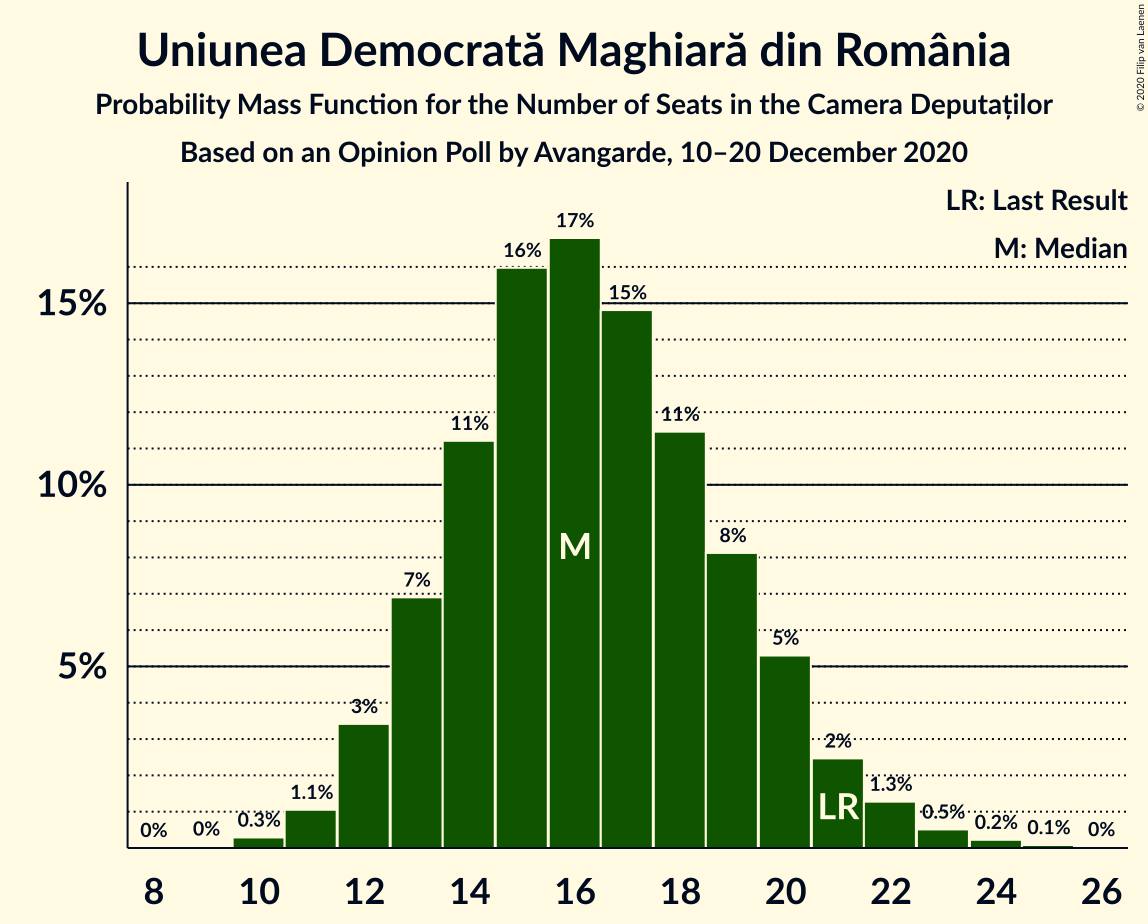 Uniunea Democrată Maghiară din România
Probability Mass Function for the Number of Seats in the Camera Deputaților
Based on an Opinion Poll by Avangarde, 10–20 December 2020
© 2020 Filip van Laenen
LR: Last Result
M: Median
15%
10%
5%
0%
0%
0.3%
1.1%
3%
7%
11%
16%
17%
15%
11%
8%
5%
2%
1.3%
0.5%
0.2%
0.1%
0%
M
LR
8 10 12 14 16 18 20 22 24 26